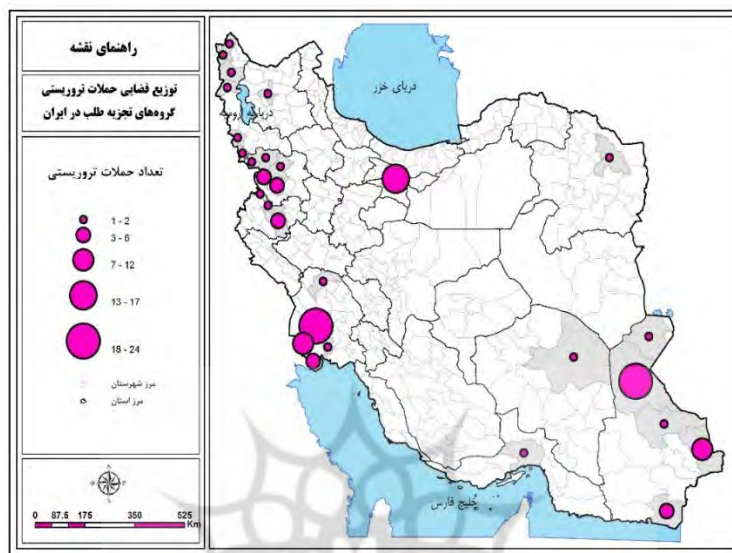 راهنمای نقشه
توزیع فضایی حملات تروریستی
گروه‌های تجزیه طلب در ایران
تعداد حملات تروریستی
1 - 2
3 - 6
7 - 12
13 - 17
18 - 24
مرز شهرستان
مرز استان
0 87.5 175 350 525
Km
دریای خزر
دریاچه ارومیه
خلیج فارس